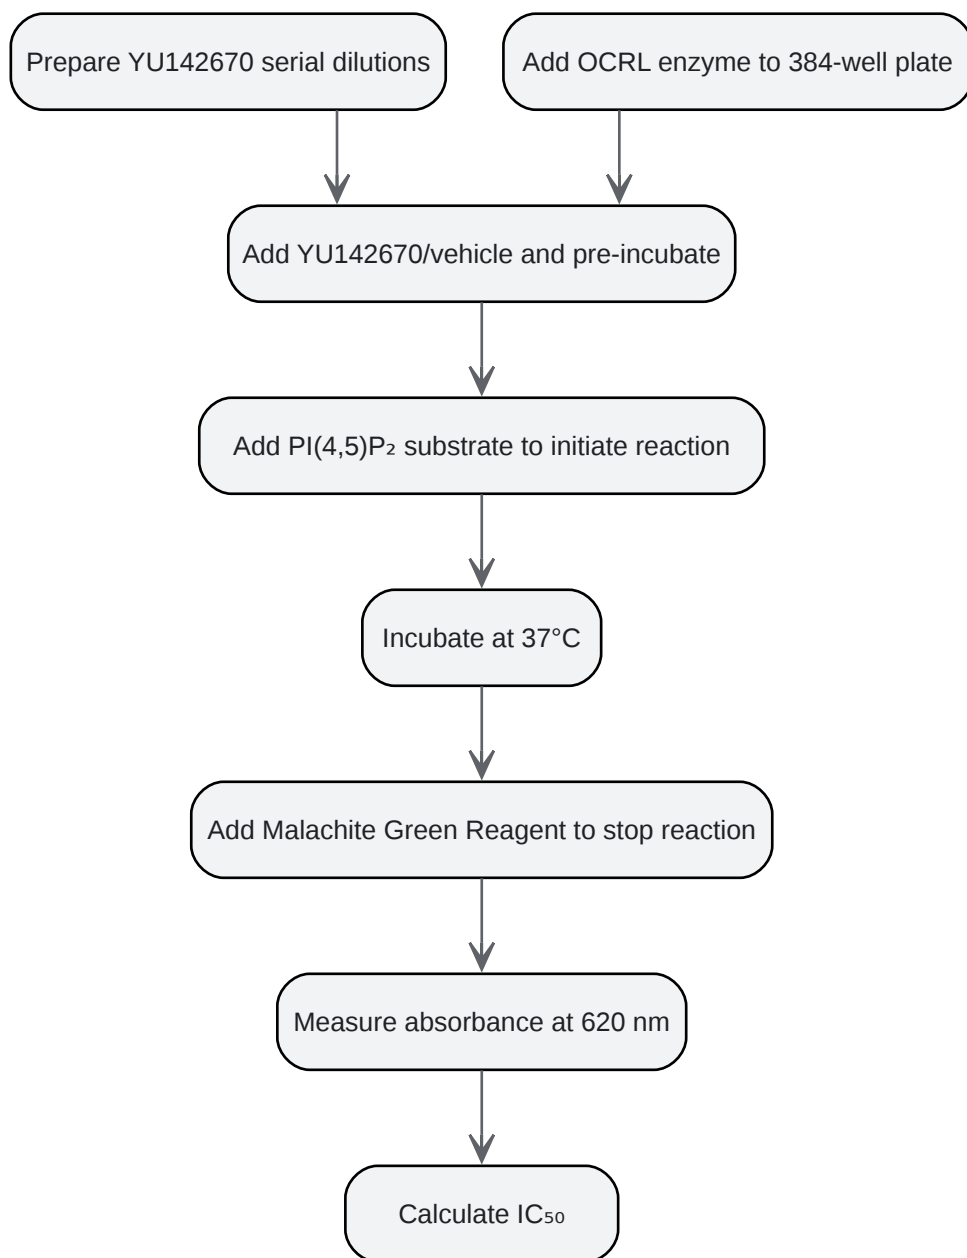 Prepare YU142670 serial dilutions
Add OCRL enzyme to 384-well plate
Add YU142670/vehicle and pre-incubate
Add PI(4,5)P₂ substrate to initiate reaction
Incubate at 37°C
Add Malachite Green Reagent to stop reaction
Measure absorbance at 620 nm
Calculate IC₅₀